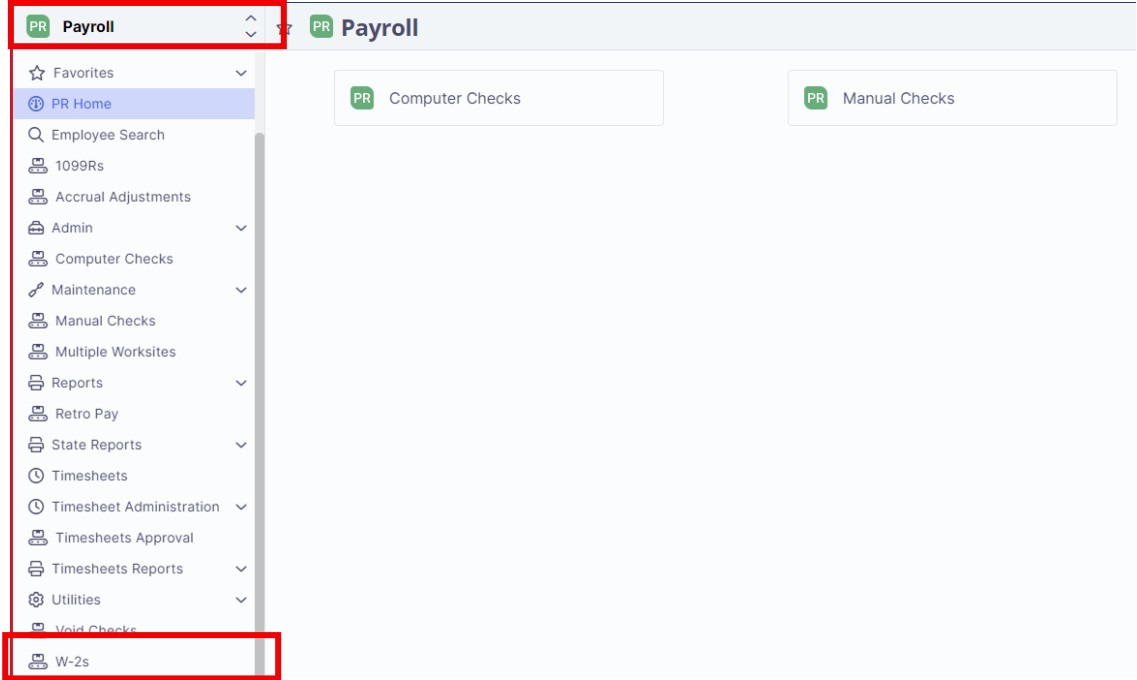 PR Payroll
PR Payroll
Favorites
PR Home
Employee Search
1099Rs
Accrual Adjustments
Admin
Computer Checks
Maintenance
Manual Checks
Multiple Worksites
Reports
Retro Pay
State Reports
Timesheets
Timesheet Administration
Timesheets Approval
Timesheets Reports
Utilities
Void Checks
W-2s
PR Computer Checks
PR Manual Checks